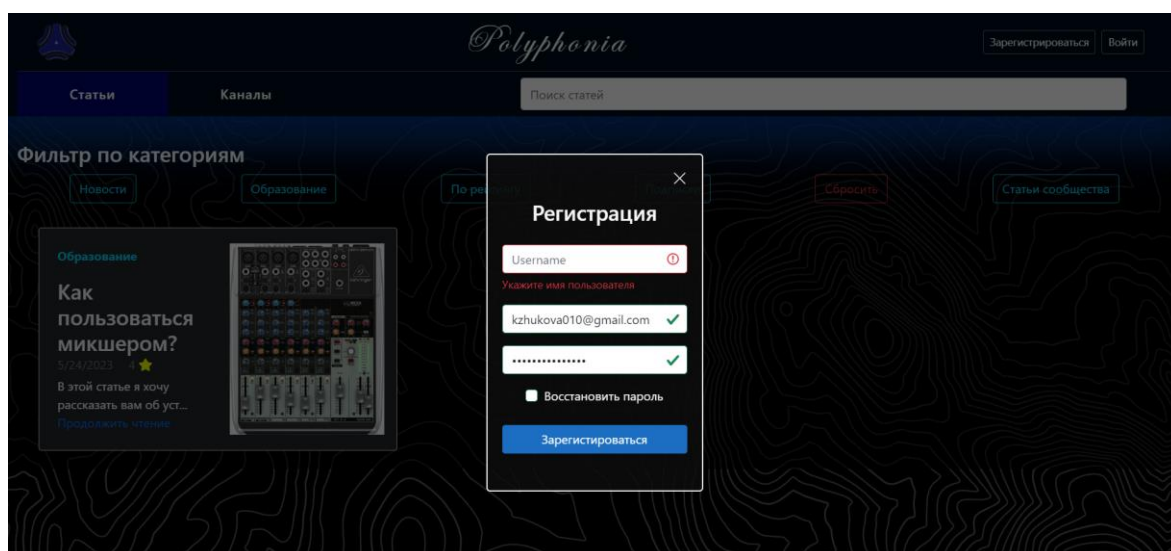 Polyphonia
Зарегистрироваться Войти
Статьи Каналы Поиск статей
Фильтр по категориям
Новости Образование По Сбросить Статьи сообщества
Регистрация
Username
Укажите имя пользователя
kzhukova010@gmail.com
•••••••••••••••
Восстановить пароль
Зарегистироваться
Образование
Как
пользоваться
микшером?
5/24/2023 4
В этой статье я хочу
рассказать вам об уст...
Продолжить чтение